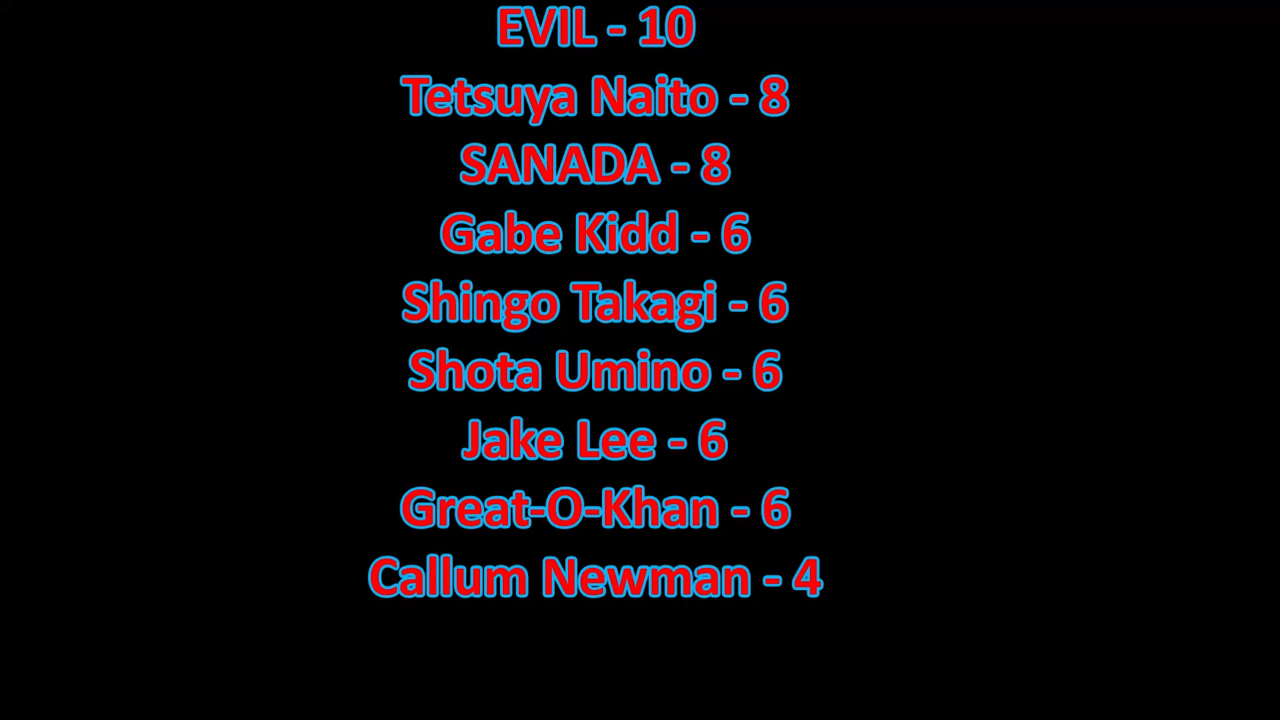 EVIL - 10
Tetsuya Naito - 8
SANADA - 8
Gabe Kidd - 6
Shingo Takagi - 6
Shota Umino - 6
Jake Lee - 6
Great-O-Khan - 6
Callum Newman - 4